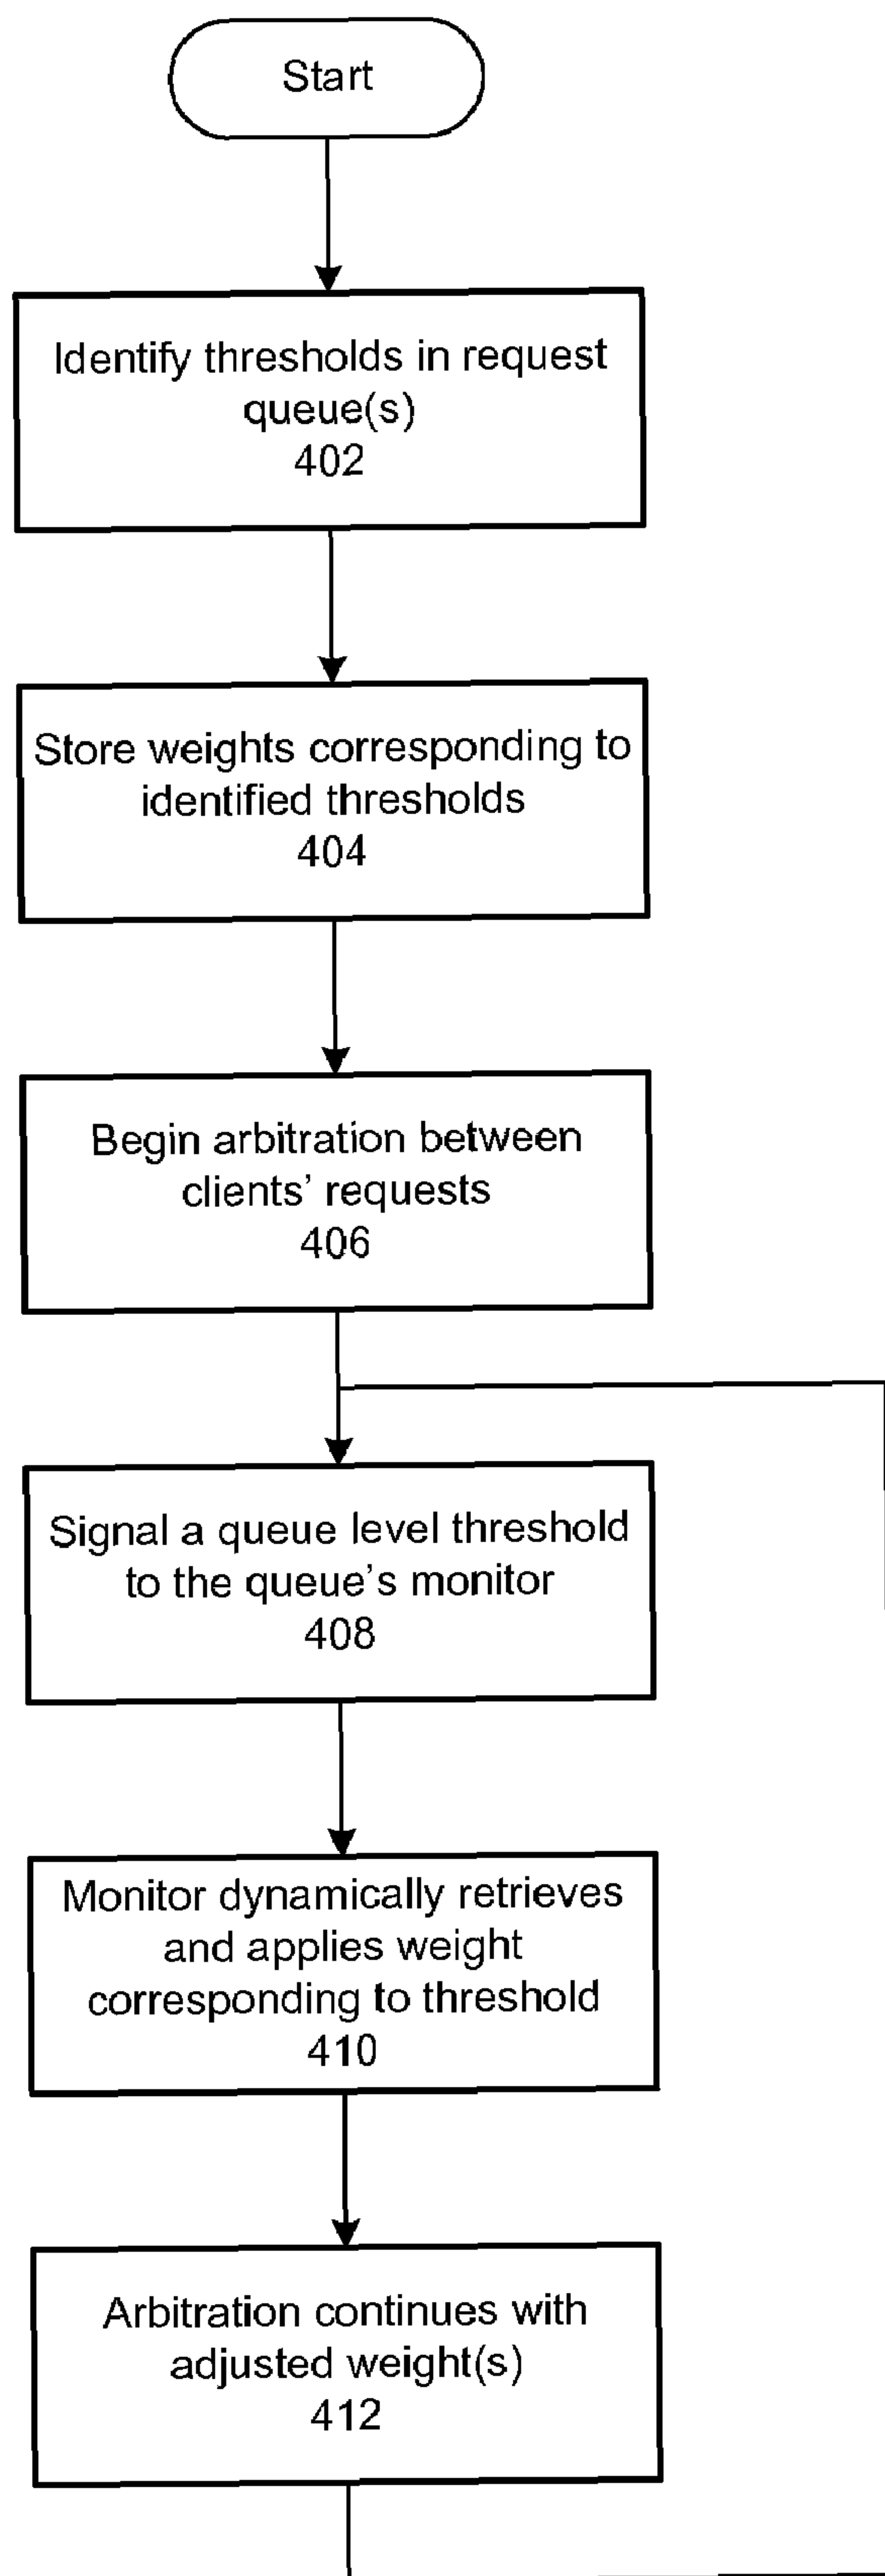 Start
Identify thresholds in request
queue(s)
402
Store weights corresponding to
identified thresholds
404
Begin arbitration between
clients’ requests
406
Signal a queue level threshold
to the queue’s monitor
408
Monitor dynamically retrieves
and applies weight
corresponding to threshold
410
Arbitration continues with
adjusted weight(s)
412